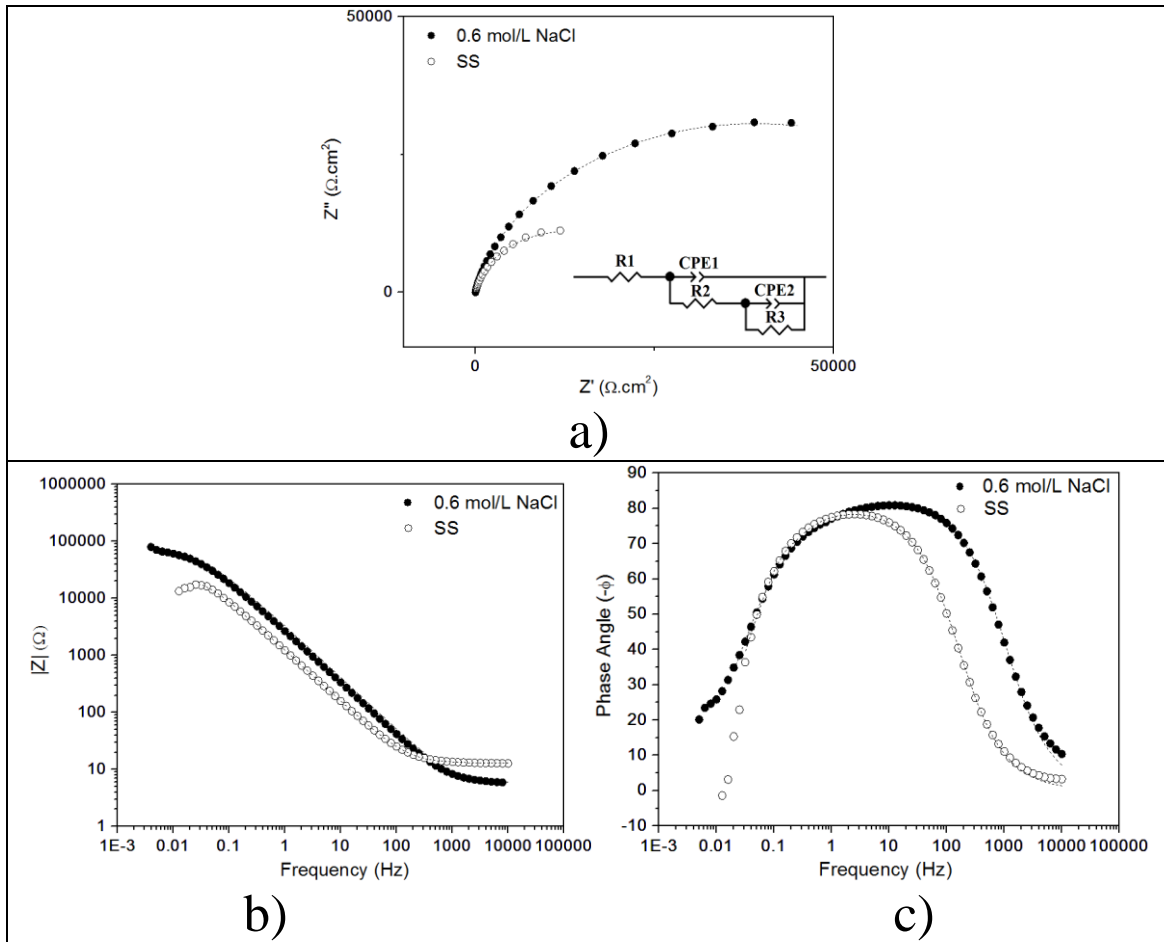 50000
0.6 mol/L NaCl
SS
Z'' (Ω.cm²)
0
R1
CPE1
R2
CPE2
R3
0
50000
Z' (Ω.cm²)
a)
1000000
100000
10000
1000
100
10
1
|Z| (Ω)
0.6 mol/L NaCl
SS
1E-3 0.01 0.1 1 10 100 1000 10000 100000
Frequency (Hz)
b)
90
80
70
60
50
40
30
20
10
0
-10
Phase Angle (-ϕ)
0.6 mol/L NaCl
SS
1E-3 0.01 0.1 1 10 100 1000 10000 100000
Frequency (Hz)
c)